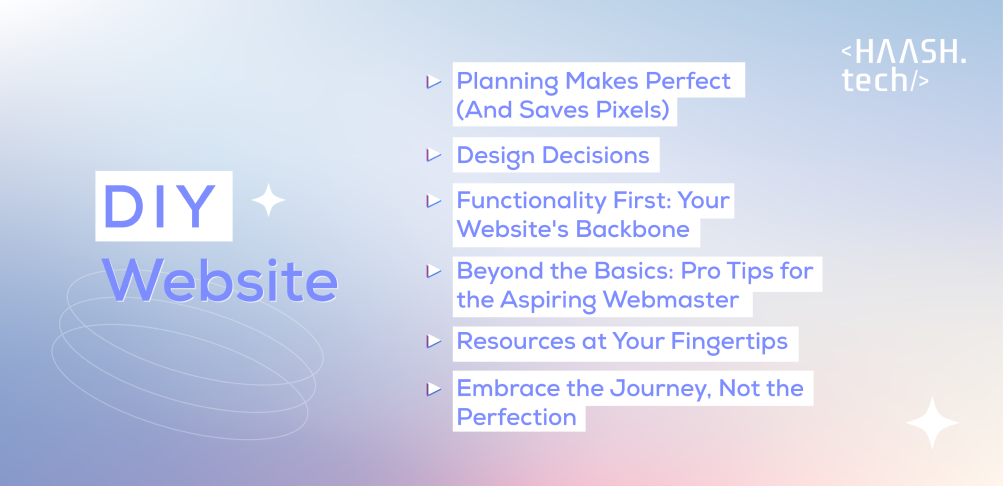 <HAASH.
tech/>
DIY
Website
Planning Makes Perfect
(And Saves Pixels)
Design Decisions
Functionality First: Your
Website's Backbone
Beyond the Basics: Pro Tips for
the Aspiring Webmaster
Resources at Your Fingertips
Embrace the Journey, Not the
Perfection